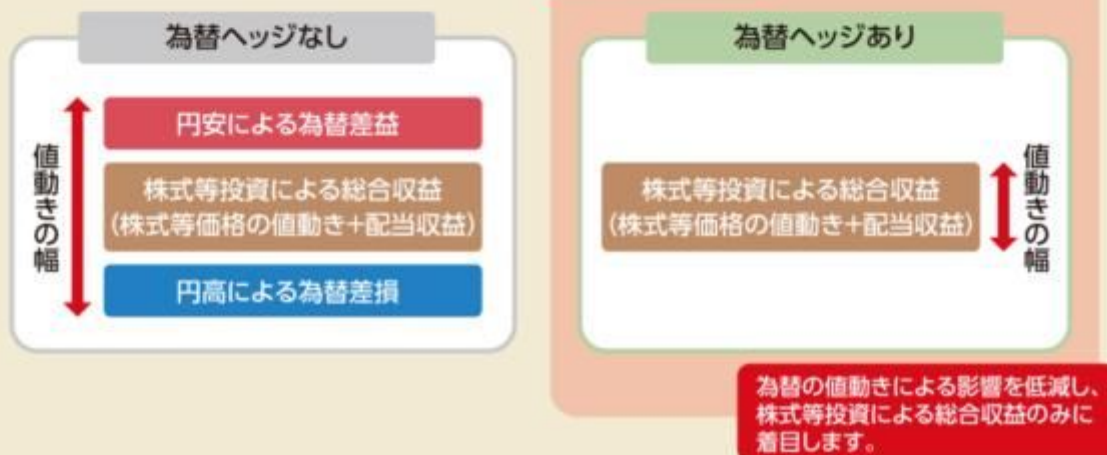 為替ヘッジなし
値動きの幅
円安による為替差益
株式等投資による総合収益
(株式等価格の値動き+配当収益)
円高による為替差損
為替ヘッジあり
株式等投資による総合収益
(株式等価格の値動き+配当収益)
値動きの幅
為替の値動きによる影響を低減し、
株式等投資による総合収益のみに
着目します。